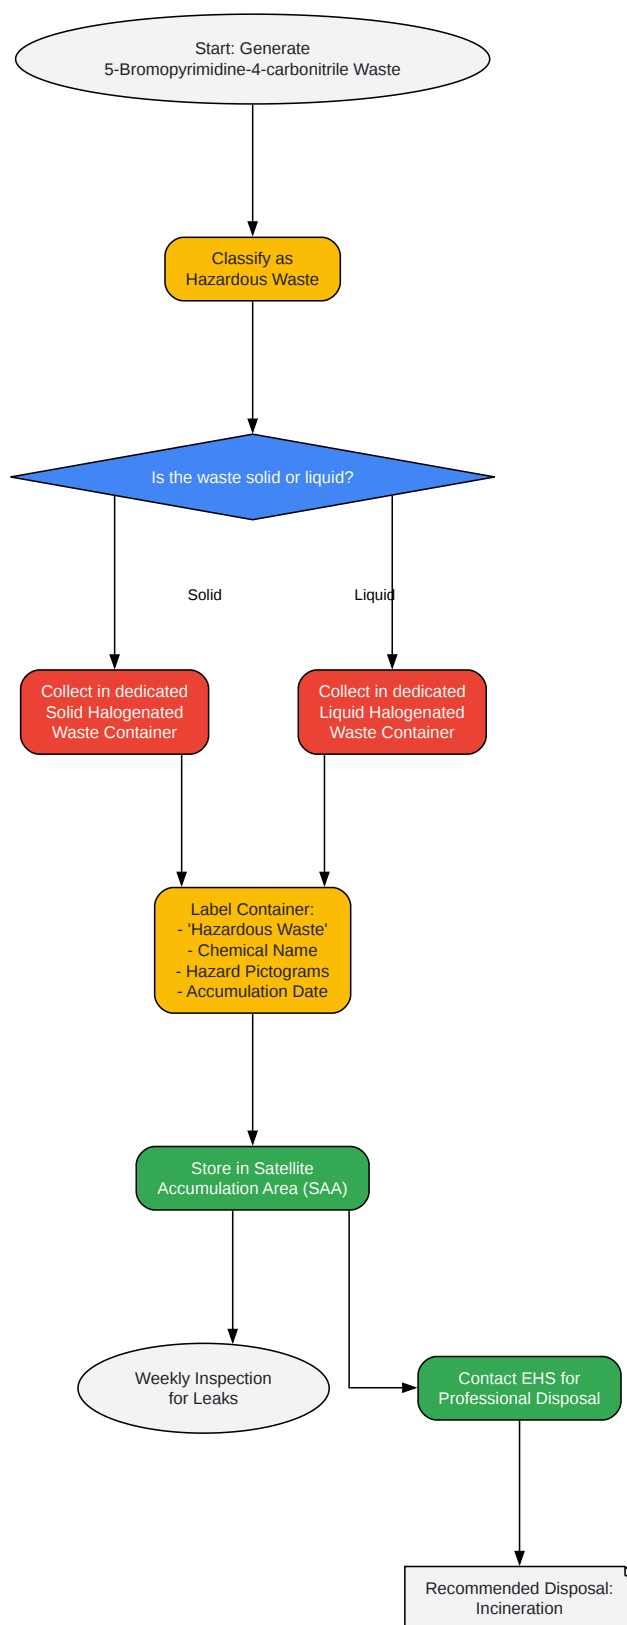 Start: Generate
5-Bromopyrimidine-4-carbonitrile Waste
Classify as
Hazardous Waste
Is the waste solid or liquid?
Solid
Liquid
Collect in dedicated
Solid Halogenated
Waste Container
Collect in dedicated
Liquid Halogenated
Waste Container
Label Container:
- 'Hazardous Waste'
- Chemical Name
- Hazard Pictograms
- Accumulation Date
Store in Satellite
Accumulation Area (SAA)
Weekly Inspection
for Leaks
Contact EHS for
Professional Disposal
Recommended Disposal:
Incineration